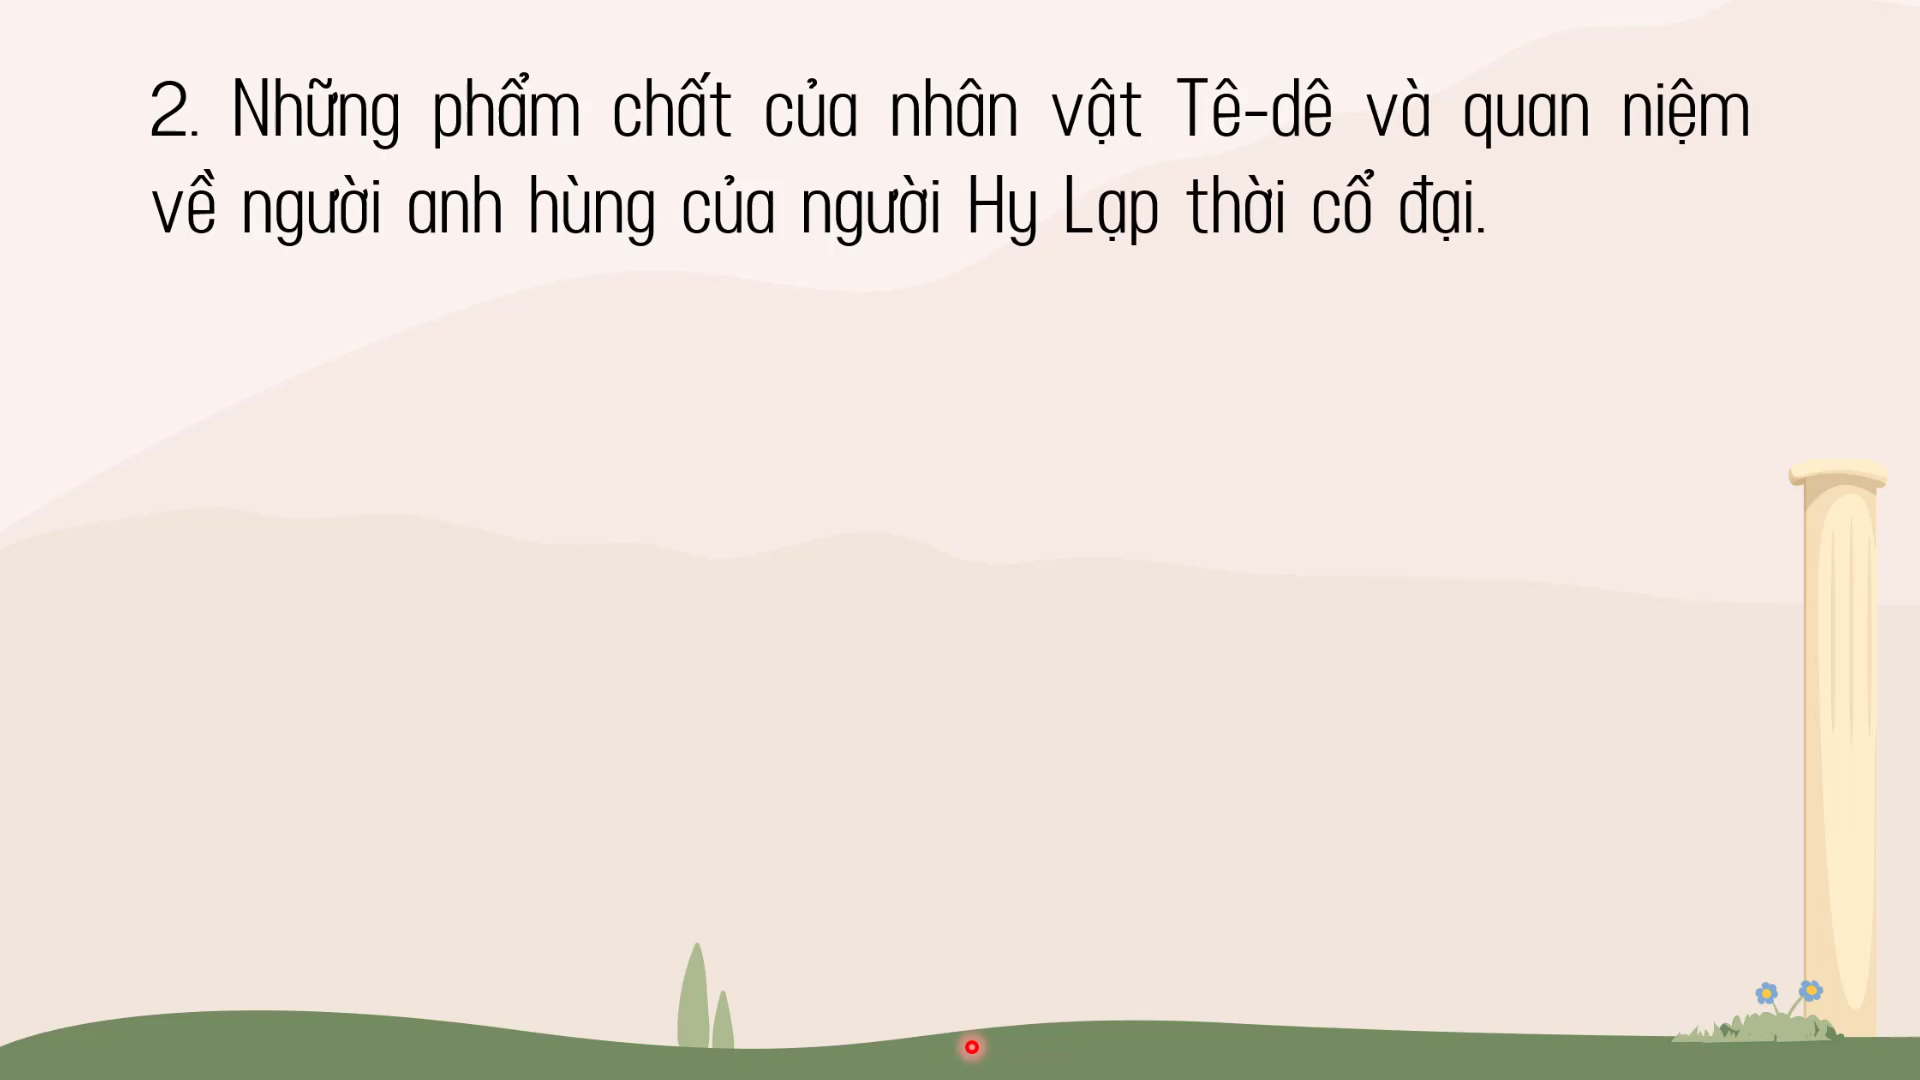 2. Những phẩm chất của nhân vật Tê-dê và quan niệm
về người anh hùng của người Hy Lạp thời cổ đại.